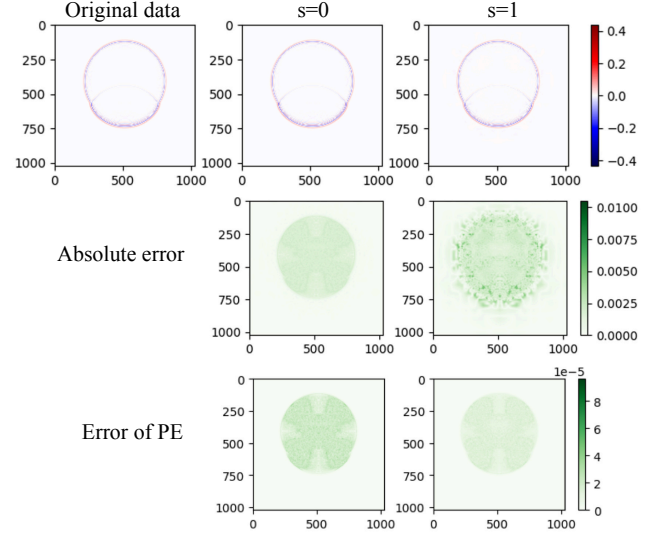 Original data s=0 s=1
0 0 0 0.4
250 250 250 0.2
500 500 500 0.0
750 750 750 −0.2
1000 1000 1000 −0.4
0 500 1000 0 500 1000 0 500 1000
Absolute error
0 0 0.0100
250 250 0.0075
500 500 0.0050
750 750 0.0025
1000 1000 0.0000
0 500 1000 0 500 1000
Error of PE
1e−5
0 0 8
250 250 6
500 500 4
750 750 2
1000 1000 0
0 500 1000 0 500 1000